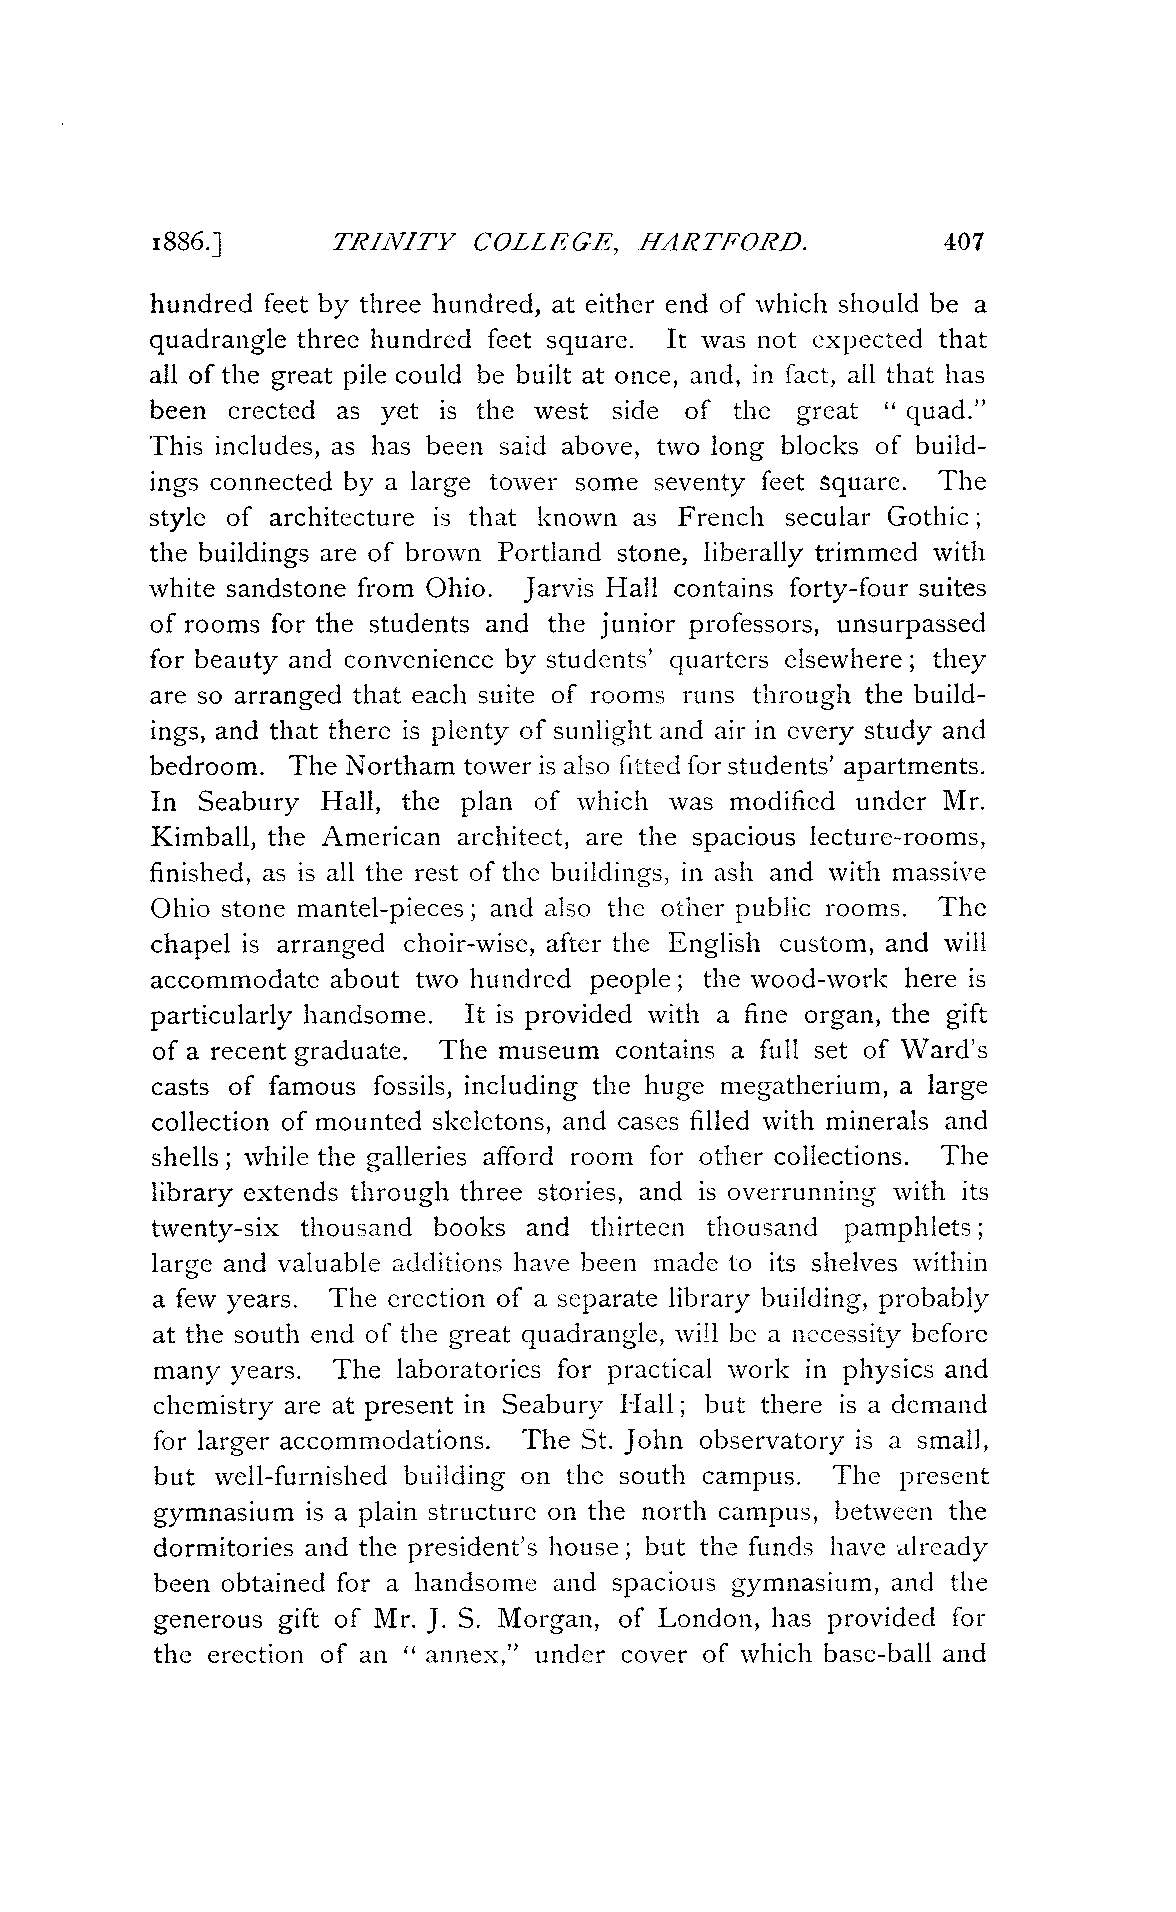 1886.] TRINITY COLLEGE, HARTFORD. 407
hundred feet by three hundred, at either end of which should be a
quadrangle three hundred feet square. It was not expected that
all of the great pile could be built at once, and, in fact, all that has
been erected as yet is the west side of the great " quad."
This includes, as has been said above, two long blocks of build-
ings connected by a large tower some seventy feet square. The
style of architecture is that known as French secular Gothic;
the buildings are of brown Portland stone, liberally trimmed with
white sandstone from Ohio. Jarvis Hall contains forty-four suites
of rooms for the students and the junior professors, unsurpassed
for beauty and convenience by students' quarters elsewhere; they
are so arranged that each suite of rooms runs through the build-
ings, and that there is plenty of sunlight and air in every study and
bedroom. The Northam tower is also fitted for students' apartments.
In Seabury Hall, the plan of which was modified under Mr.
Kimball, the American architect, are the spacious lecture-rooms,
finished, as is all the rest of the buildings, in ash and with massive
Ohio stone mantel-pieces; and also the other public rooms. The
chapel is arranged choir-wise, after the English custom, and will
accommodate about two hundred people; the wood-work here is
particularly handsome. It is provided with a fine organ, the gift
of a recent graduate. The museum contains a full set of Ward's
casts of famous fossils, including the huge megatherium, a large
collection of mounted skeletons, and cases filled with minerals and
shells; while the galleries afford room for other collections. The
library extends through three stories, and is overrunning with its
twenty-six thousand books and thirteen thousand pamphlets;
large and valuable additions have been made to its shelves within
a few years. The erection of a separate library building, probably
at the south end of the great quadrangle, will be a necessity before
many years. The laboratories for practical work in physics and
chemistry are at present in Seabury Hall; but there is a demand
for larger accommodations. The St. John observatory is a small,
but well-furnished building on the south campus. The present
gymnasium is a plain structure on the north campus, between the
dormitories and the president's house; but the funds have already
been obtained for a handsome and spacious gymnasium, and the
generous gift of Mr. J. S. Morgan, of London, has provided for
the erection of an " annex," under cover of which base-ball and